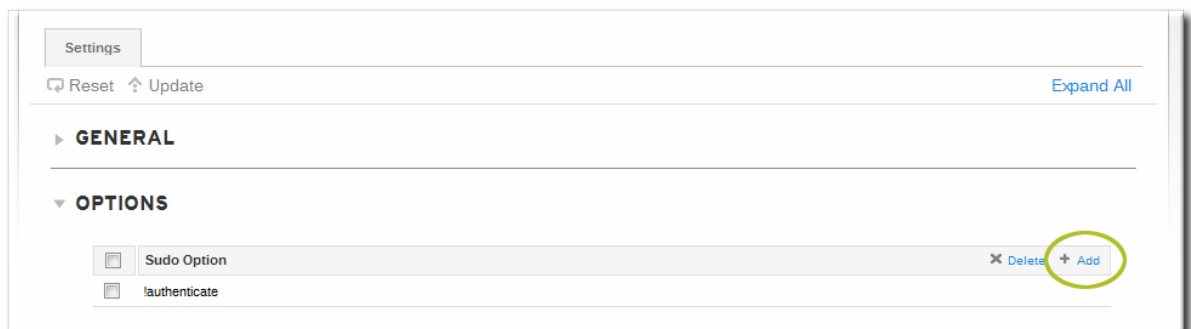 Settings
Reset Update Expand All
GENERAL
OPTIONS
Sudo Option Delete Add
!authenticate